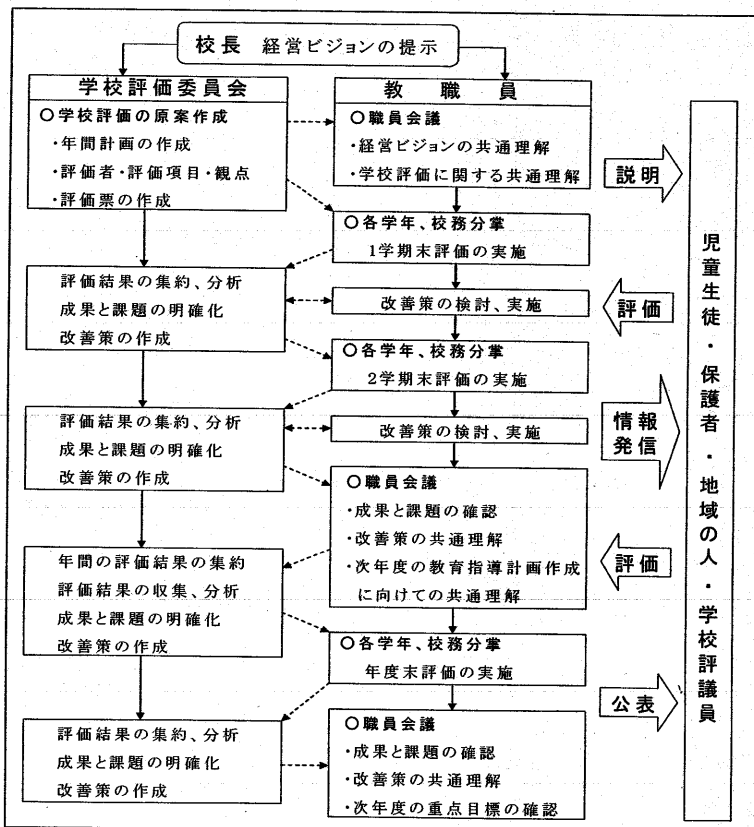 校長 経営ビジョンの提示
学校評価委員会
○学校評価の原案作成
・年間計画の作成
・評価者・評価項目・観点
・評価票の作成
評価結果の集約、分析
成果と課題の明確化
改善策の作成
評価結果の集約、分析
成果と課題の明確化
改善策の作成
年間の評価結果の集約
評価結果の収集、分析
成果と課題の明確化
改善策の作成
評価結果の集約、分析
成果と課題の明確化
改善策の作成
教職員
○職員会議
・経営ビジョンの共通理解
・学校評価に関する共通理解
○各学年、校務分掌
1学期末評価の実施
改善策の検討、実施
○各学年、校務分掌
2学期末評価の実施
改善策の検討、実施
○職員会議
・成果と課題の確認
・改善策の共通理解
・次年度の教育指導計画作成
に向けての共通理解
○各学年、校務分掌
年度末評価の実施
○職員会議
・成果と課題の確認
・改善策の共通理解
・次年度の重点目標の確認
説明
評価
情報
発信
評価
公表
児童生徒・保護者・地域の人・学校評議員